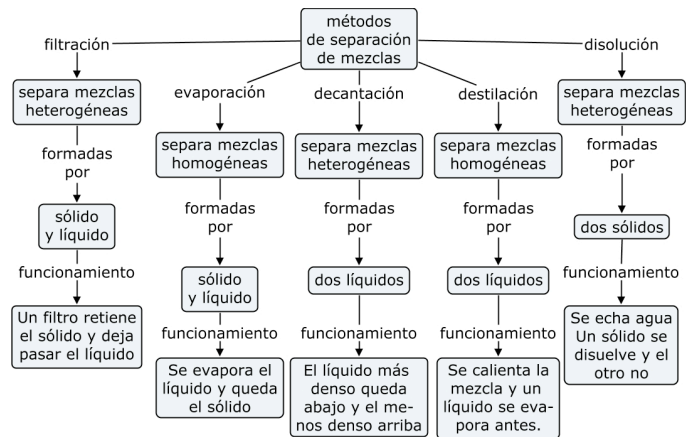 métodos
de separación
de mezclas
filtración
separa mezclas
heterogéneas
formadas
por
sólido
y líquido
funcionamiento
Un filtro retiene
el sólido y deja
pasar el líquido
evaporación
separa mezclas
homogéneas
formadas
por
sólido
y líquido
funcionamiento
Se evapora el
líquido y queda
el sólido
decantación
separa mezclas
heterogéneas
formadas
por
dos líquidos
funcionamiento
El líquido más
denso queda
abajo y el me-
nos denso arriba
destilación
separa mezclas
homogéneas
formadas
por
dos líquidos
funcionamiento
Se calienta la
mezcla y un
líquido se eva-
pora antes.
disolución
separa mezclas
heterogéneas
formadas
por
dos sólidos
funcionamiento
Se echa agua
Un sólido se
disuelve y el
otro no